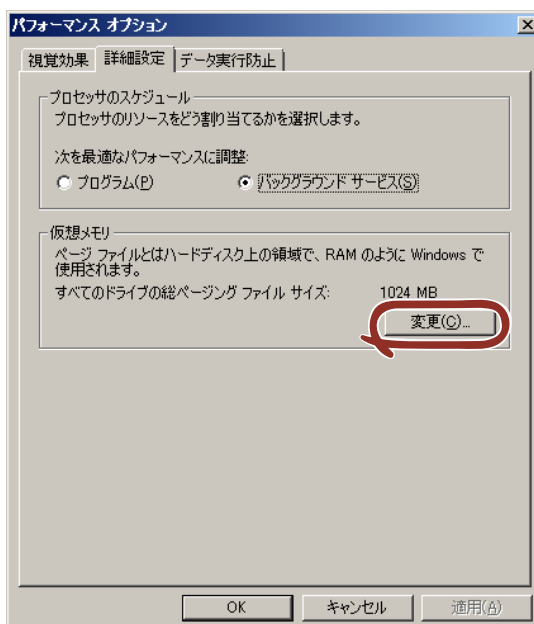 パフォーマンス オプション
視覚効果 詳細設定 データ実行防止
プロセッサのスケジュール
プロセッサのリソースをどう割り当てるかを選択します。
次を最適なパフォーマンスに調整:
プログラム(P) バックグラウンド サービス(S)
仮想メモリ
ページ ファイルとはハードディスク上の領域で、RAM のように Windows で
使用されます。
すべてのドライブの総ページング ファイル サイズ: 1024 MB
変更(C)...
OK キャンセル 適用(A)